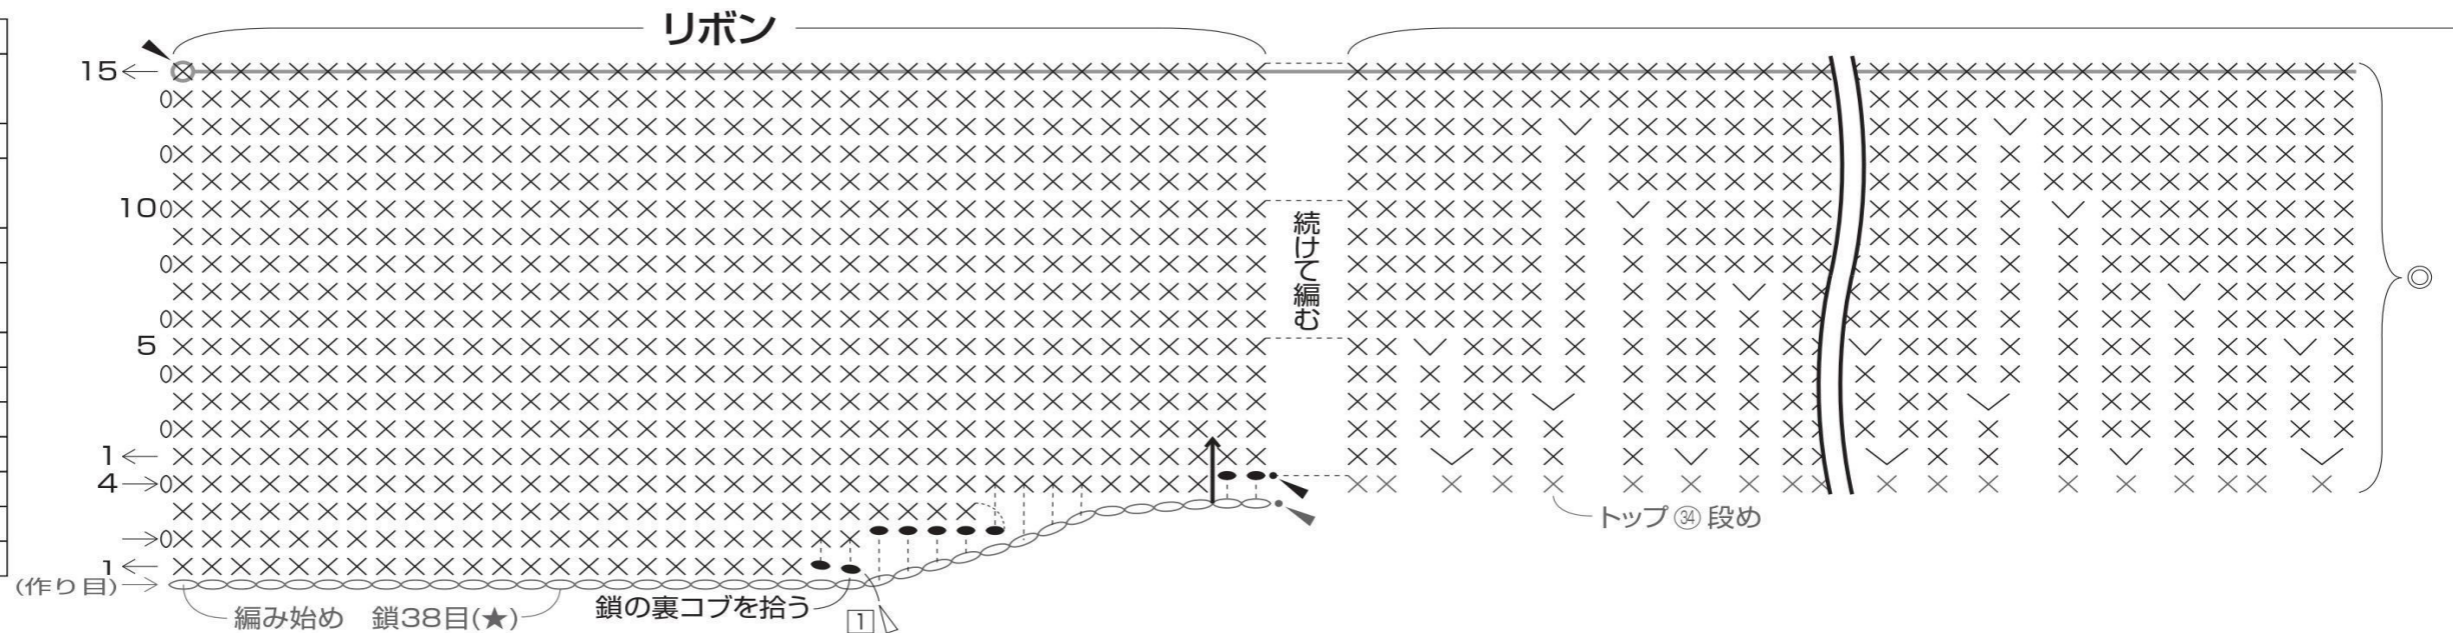 リボン
15
10
続けて編む
5
1
4
1
(作り目)
編み始め 鎖38目(★)
鎖の裏コブを拾う
1
トップ㉞段め
◎